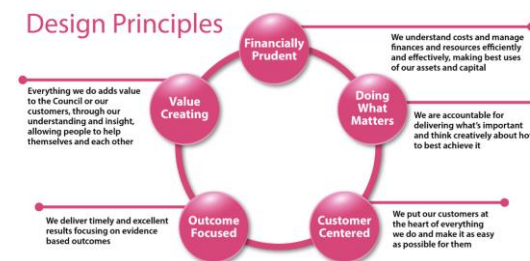 Design Principles
Financially
Prudent
We understand costs and manage
finances and resources efficiently
and effectively, making best uses
of our assets and capital
Everything we do adds value
to the Council or our
customers, through our
understanding and insight,
allowing people to help
themselves and each other
Value
Creating
Doing
What
Matters
We are accountable for
delivering what's important
and think creatively about
to best achieve it
We deliver timely and excellent
results focusing on evidence
based outcomes
Outcome
Focused
Customer
Centered
We put our customers at
the heart of everything
we do and make it as easy
as possible for them